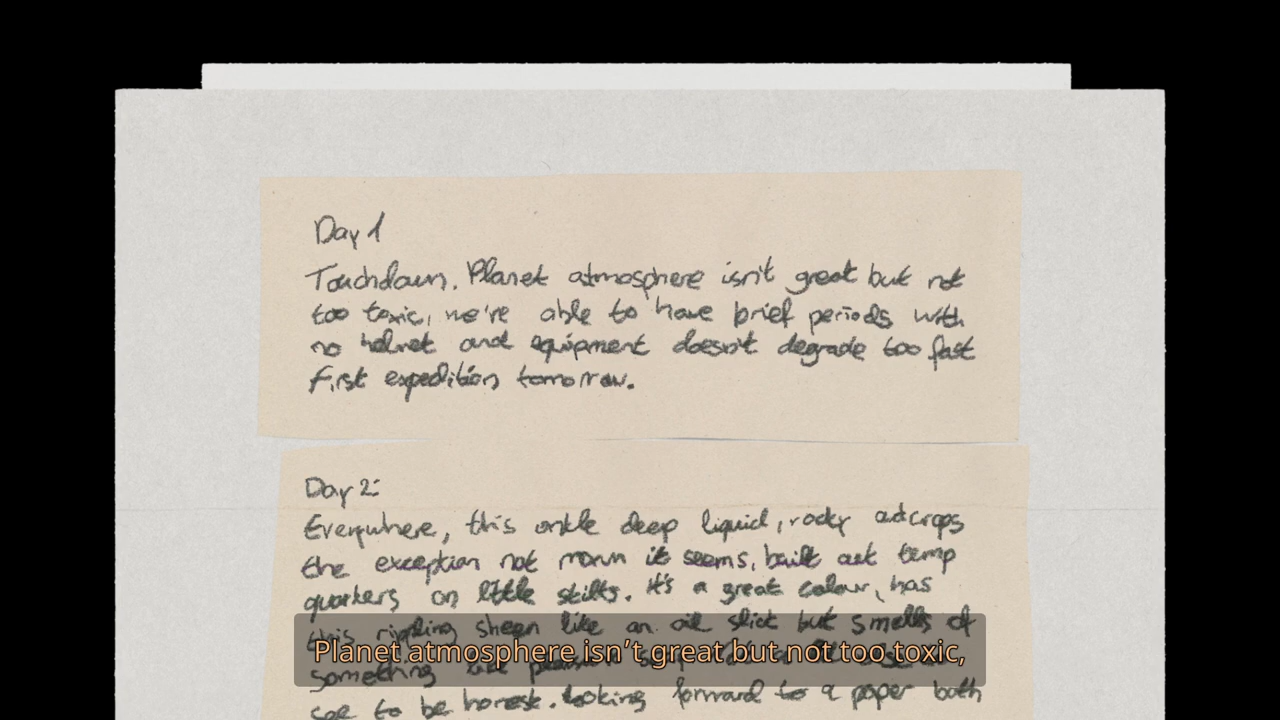 Day 1
Touchdown. Planet atmosphere isn't great but not
too toxic, we're able to have brief periods with
no helmet and equipment doesn't degrade too fast
First expedition tomorrow.
Day 2:
Everywhere, this ankle deep liquid, rocky outcrops
the exception not norm it seems, built out temp
quarters on little stilts. It's a great colour, has
this rippling sheen like an oil slick but smells of
something
see to be honest. Looking forward to a paper bath
Planet atmosphere isn't great but not too toxic,